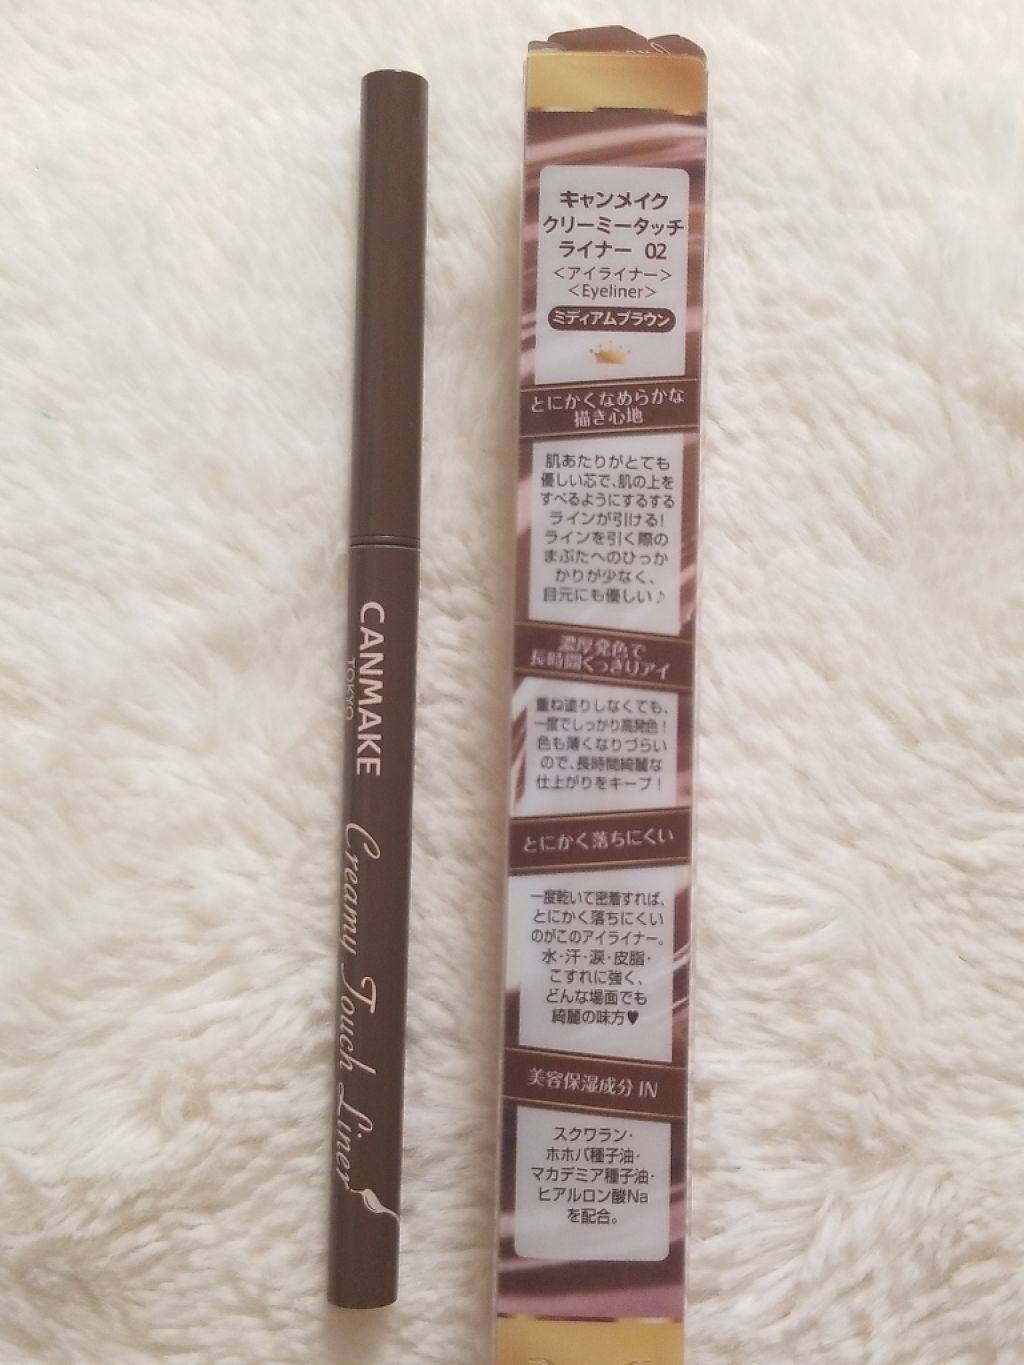 CANMAKE
TOKYO
Creamy Touch Liner
キャンメイク
クリーミータッチ
ライナー 02
＜アイライナー＞
＜Eyeliner＞
ミディアムブラウン
とにかくなめらかな
描き心地
肌あたりがとても
優しい芯で、肌の上を
すべるようにするする
ラインが引ける！
ラインを引く際の
まぶたへのひっか
かりが少なく、
目元にも優しい♪
濃厚発色で
長時間くっきりアイ
重ね塗りしなくても、
一度でしっかり高発色！
色も薄くなりづらい
ので、長時間綺麗な
仕上がりをキープ！
とにかく落ちにくい
一度乾いて密着すれば、
とにかく落ちにくい
のがこのアイライナー。
水・汗・涙・皮脂・
こすれに強く、
どんな場面でも
綺麗の味方♥
美容保湿成分 IN
スクワラン・
ホホバ種子油・
マカデミア種子油・
ヒアルロン酸Na
を配合。